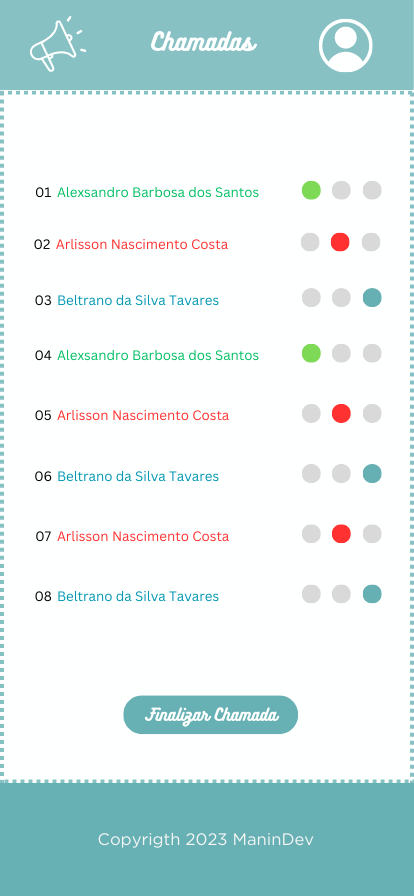 Chamadas
01 Alexsandro Barbosa dos Santos
02 Arlisson Nascimento Costa
03 Beltrano da Silva Tavares
04 Alexsandro Barbosa dos Santos
05 Arlisson Nascimento Costa
06 Beltrano da Silva Tavares
07 Arlisson Nascimento Costa
08 Beltrano da Silva Tavares
Finalizar Chamada
Copyrigth 2023 ManinDev